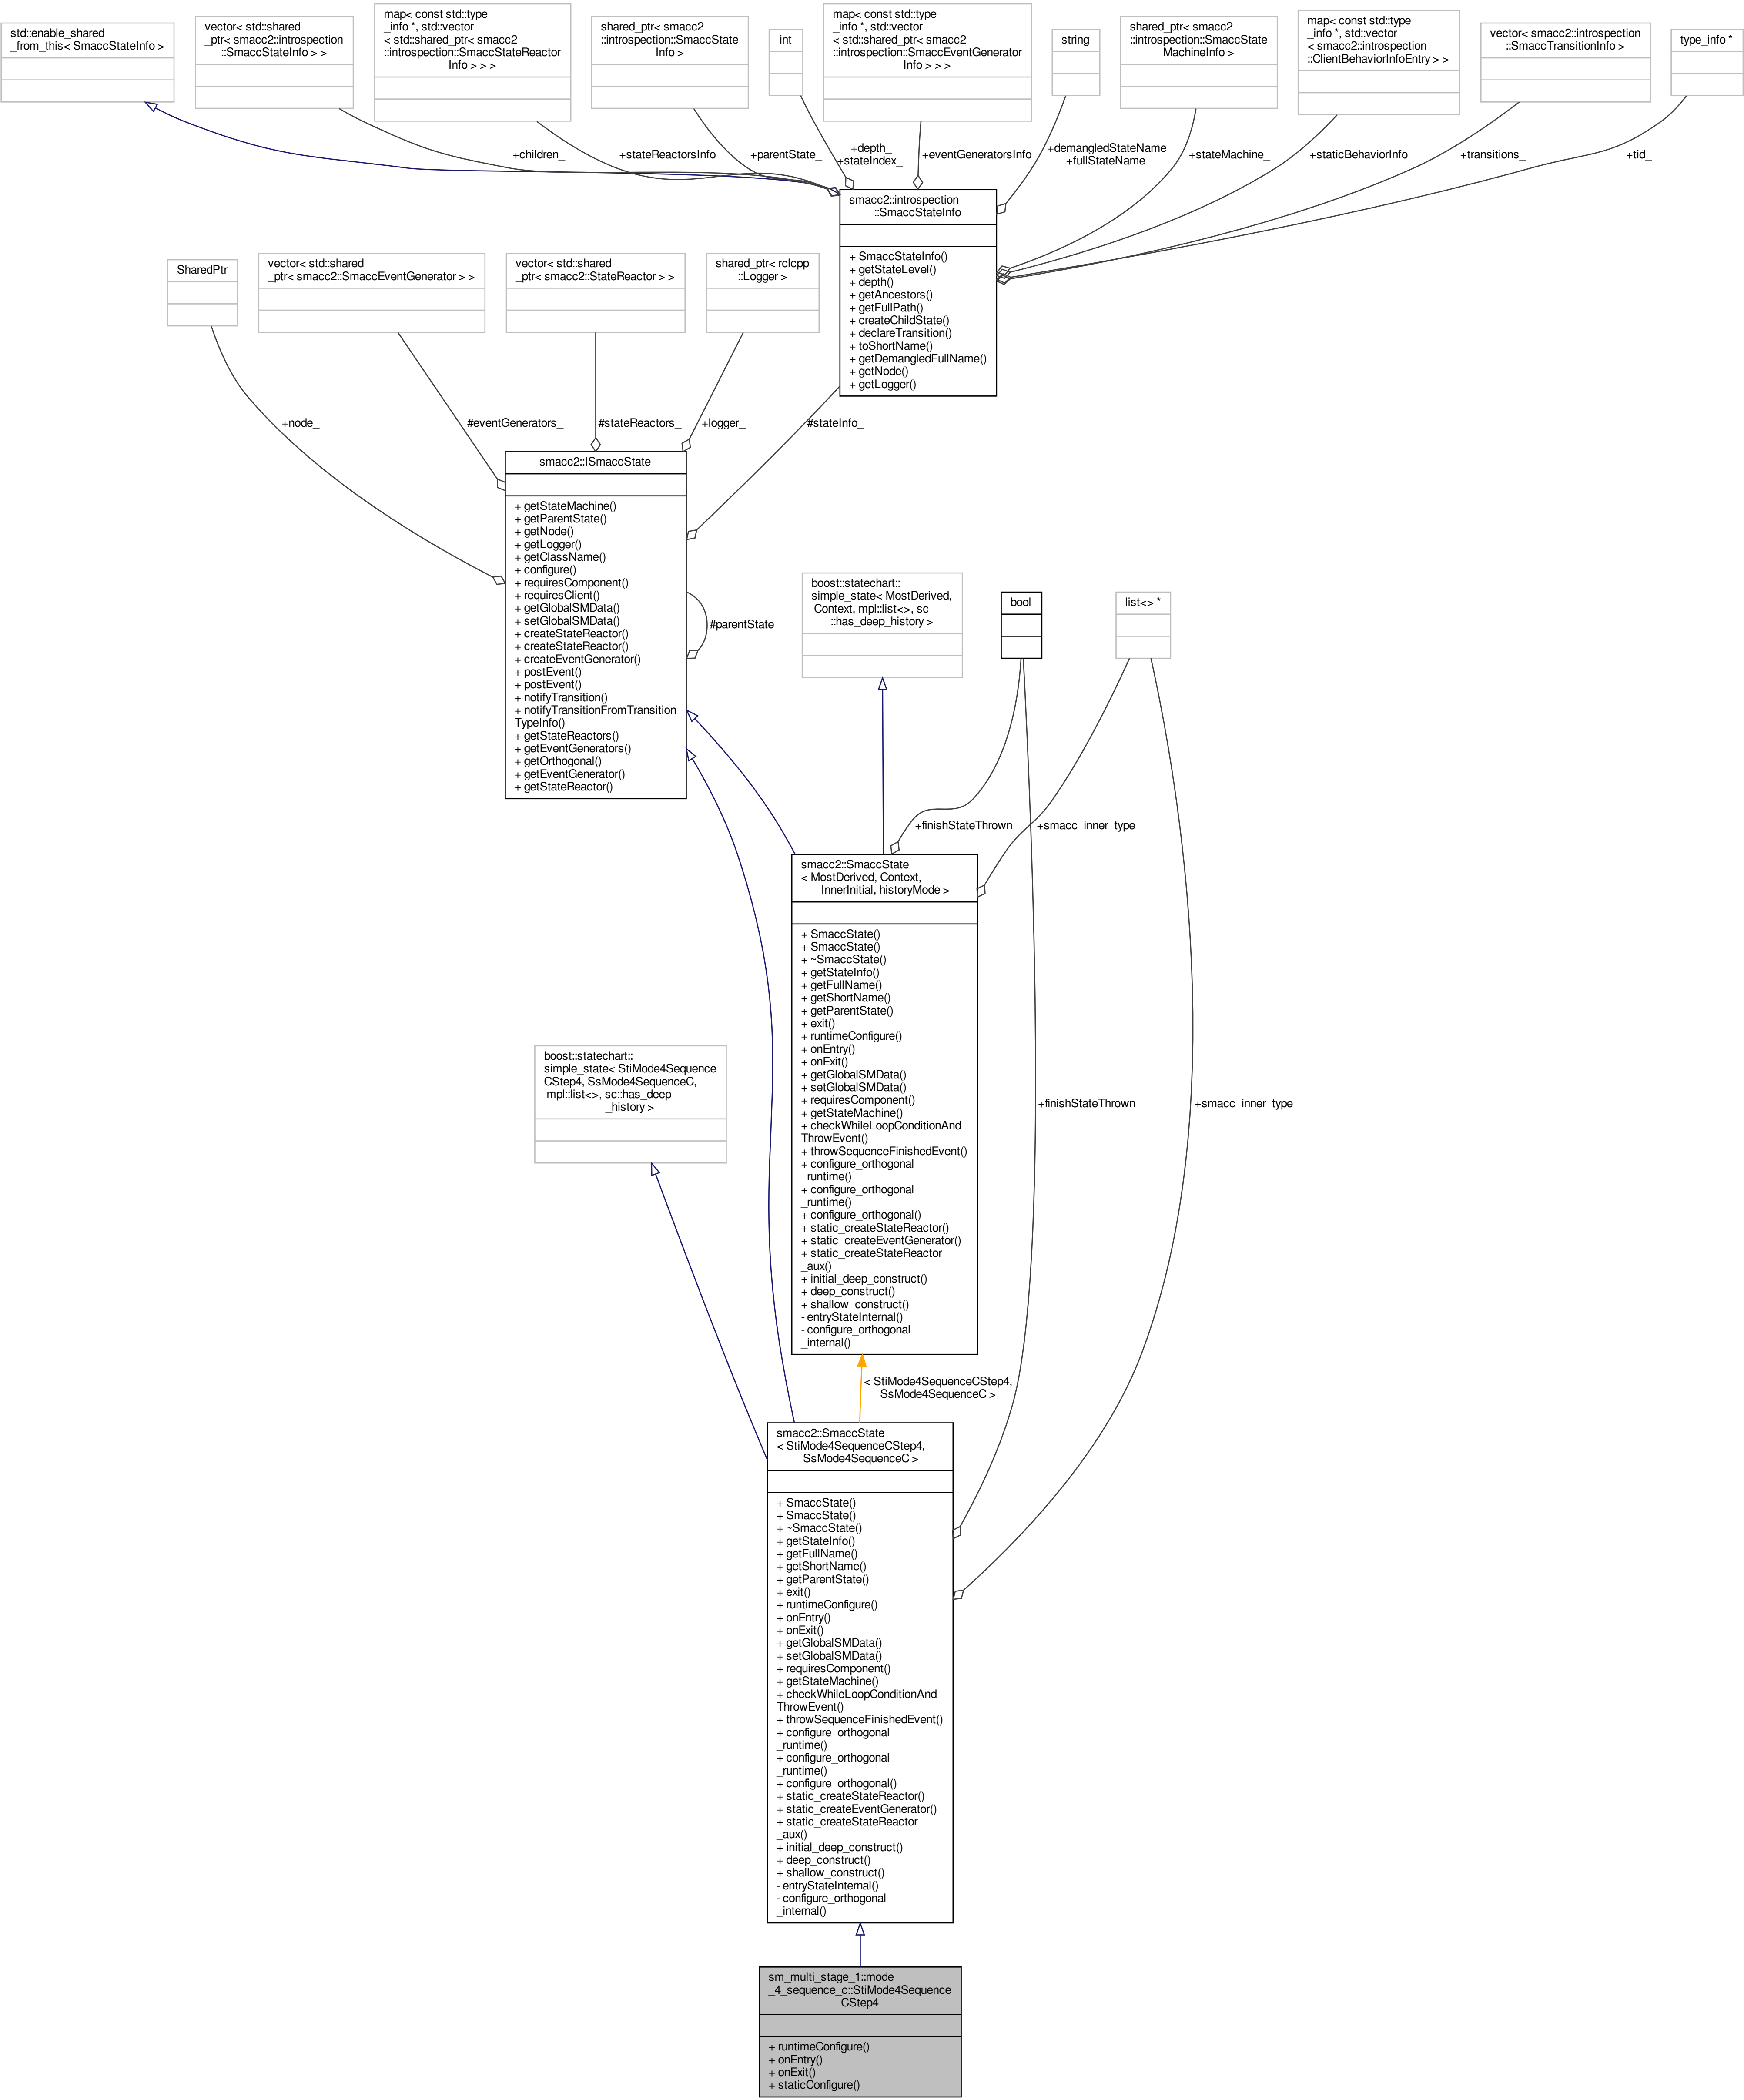 std::enable_shared
_from_this< SmaccStateInfo >
vector< std::shared
_ptr< smacc2::introspection
::SmaccStateInfo > >
map< const std::type
_info *, std::vector
< std::shared_ptr< smacc2
::introspection::SmaccStateReactor
Info > > >
shared_ptr< smacc2
::introspection::SmaccState
Info >
int
map< const std::type
_info *, std::vector
< std::shared_ptr< smacc2
::introspection::SmaccEventGenerator
Info > > >
string
shared_ptr< smacc2
::introspection::SmaccState
MachineInfo >
map< const std::type
_info *, std::vector
< smacc2::introspection
::ClientBehaviorInfoEntry > >
vector< smacc2::introspection
::SmaccTransitionInfo >
type_info *
+children_
+stateReactorsInfo
+parentState_
+depth_
+stateIndex_
+eventGeneratorsInfo
+demangledStateName
+fullStateName
+stateMachine_
+staticBehaviorInfo
+transitions_
+tid_
smacc2::introspection
::SmaccStateInfo
+ SmaccStateInfo()
+ getStateLevel()
+ depth()
+ getAncestors()
+ getFullPath()
+ createChildState()
+ declareTransition()
+ toShortName()
+ getDemangledFullName()
+ getNode()
+ getLogger()
SharedPtr
vector< std::shared
_ptr< smacc2::SmaccEventGenerator > >
vector< std::shared
_ptr< smacc2::StateReactor > >
shared_ptr< rclcpp
::Logger >
+node_
#eventGenerators_
#stateReactors_
+logger_
#stateInfo_
smacc2::ISmaccState
+ getStateMachine()
+ getParentState()
+ getNode()
+ getLogger()
+ getClassName()
+ configure()
+ requiresComponent()
+ requiresClient()
+ getGlobalSMData()
+ setGlobalSMData()
+ createStateReactor()
+ createStateReactor()
+ createEventGenerator()
+ postEvent()
+ postEvent()
+ notifyTransition()
+ notifyTransitionFromTransition
TypeInfo()
+ getStateReactors()
+ getEventGenerators()
+ getOrthogonal()
+ getEventGenerator()
+ getStateReactor()
#parentState_
boost::statechart::
simple_state< MostDerived,
Context, mpl::list<>, sc
::has_deep_history >
bool
list<> *
+finishStateThrown
+smacc_inner_type
smacc2::SmaccState
< MostDerived, Context,
InnerInitial, historyMode >
+ SmaccState()
+ SmaccState()
+ ~SmaccState()
+ getStateInfo()
+ getFullName()
+ getShortName()
+ getParentState()
+ exit()
+ runtimeConfigure()
+ onEntry()
+ onExit()
+ getGlobalSMData()
+ setGlobalSMData()
+ requiresComponent()
+ getStateMachine()
+ checkWhileLoopConditionAnd
ThrowEvent()
+ throwSequenceFinishedEvent()
+ configure_orthogonal
_runtime()
+ configure_orthogonal
_runtime()
+ configure_orthogonal()
+ static_createStateReactor()
+ static_createEventGenerator()
+ static_createStateReactor
_aux()
+ initial_deep_construct()
+ deep_construct()
+ shallow_construct()
- entryStateInternal()
- configure_orthogonal
_internal()
boost::statechart::
simple_state< StiMode4Sequence
CStep4, SsMode4SequenceC,
mpl::list<>, sc::has_deep
_history >
+finishStateThrown
+smacc_inner_type
< StiMode4SequenceCStep4,
SsMode4SequenceC >
smacc2::SmaccState
< StiMode4SequenceCStep4,
SsMode4SequenceC >
+ SmaccState()
+ SmaccState()
+ ~SmaccState()
+ getStateInfo()
+ getFullName()
+ getShortName()
+ getParentState()
+ exit()
+ runtimeConfigure()
+ onEntry()
+ onExit()
+ getGlobalSMData()
+ setGlobalSMData()
+ requiresComponent()
+ getStateMachine()
+ checkWhileLoopConditionAnd
ThrowEvent()
+ throwSequenceFinishedEvent()
+ configure_orthogonal
_runtime()
+ configure_orthogonal
_runtime()
+ configure_orthogonal()
+ static_createStateReactor()
+ static_createEventGenerator()
+ static_createStateReactor
_aux()
+ initial_deep_construct()
+ deep_construct()
+ shallow_construct()
- entryStateInternal()
- configure_orthogonal
_internal()
sm_multi_stage_1::mode
_4_sequence_c::StiMode4Sequence
CStep4
+ runtimeConfigure()
+ onEntry()
+ onExit()
+ staticConfigure()